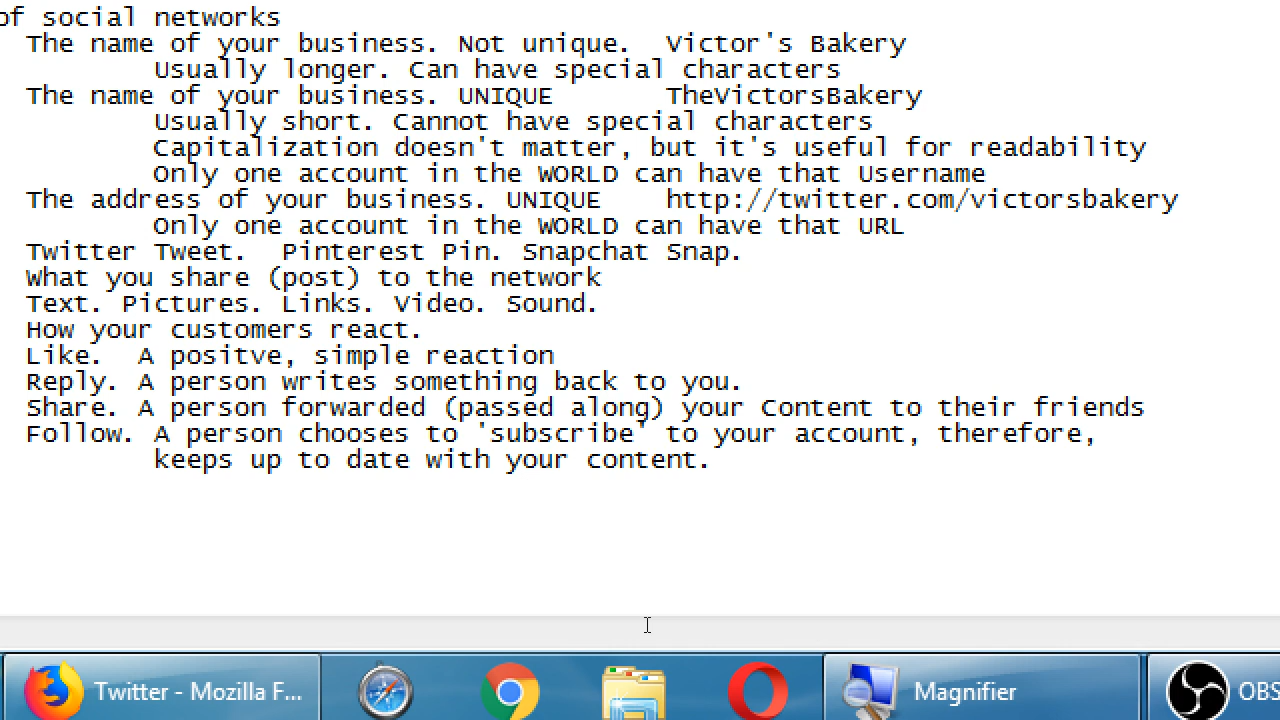 of social networks
The name of your business. Not unique. Victor's Bakery
Usually longer. Can have special characters
The name of your business. UNIQUE TheVictorsBakery
Usually short. Cannot have special characters
Capitalization doesn't matter, but it's useful for readability
Only one account in the WORLD can have that Username
The address of your business. UNIQUE http://twitter.com/victorsbakery
Only one account in the WORLD can have that URL
Twitter Tweet. Pinterest Pin. Snapchat Snap.
What you share (post) to the network
Text. Pictures. Links. Video. Sound.
How your customers react.
Like. A positve, simple reaction
Reply. A person writes something back to you.
Share. A person forwarded (passed along) your Content to their friends
Follow. A person chooses to 'subscribe' to your account, therefore,
keeps up to date with your content.
Twitter - Mozilla F... Magnifier OBS